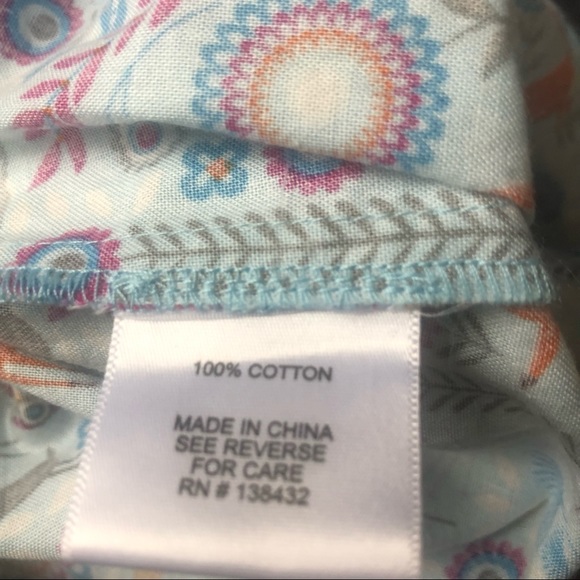 100% COTTON
MADE IN CHINA
SEE REVERSE
FOR CARE
RN # 138432